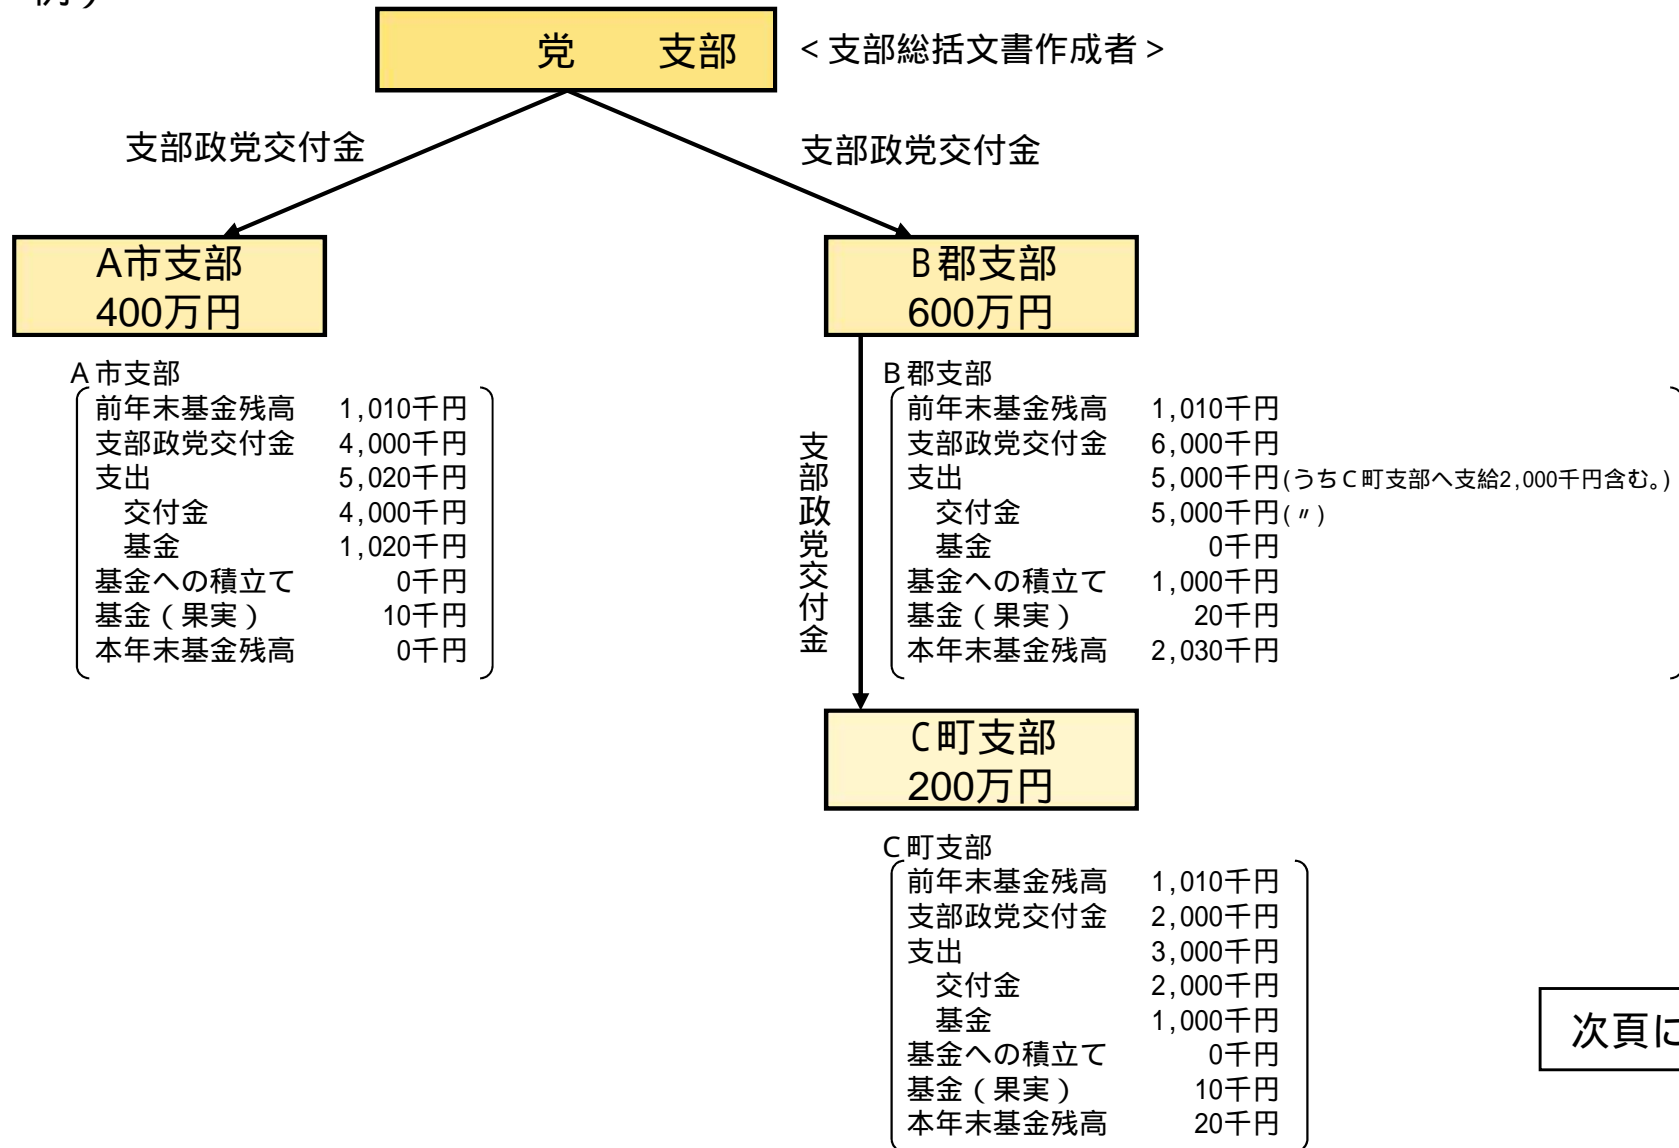 例）
党　　支部
＜支部総括文書作成者＞
支部政党交付金
支部政党交付金
A市支部
400万円
B郡支部
600万円
A市支部
前年末基金残高　1,010千円
支部政党交付金　4,000千円
支出　5,020千円
交付金　4,000千円
基金　1,020千円
基金への積立て　0千円
基金（果実）　10千円
本年末基金残高　0千円
支部政党交付金
B郡支部
前年末基金残高　1,010千円
支部政党交付金　6,000千円
支出　5,000千円(うちC町支部へ支給2,000千円含む。)
交付金　5,000千円(〃)
基金　0千円
基金への積立て　1,000千円
基金（果実）　20千円
本年末基金残高　2,030千円
C町支部
200万円
C町支部
前年末基金残高　1,010千円
支部政党交付金　2,000千円
支出　3,000千円
交付金　2,000千円
基金　1,000千円
基金への積立て　0千円
基金（果実）　10千円
本年末基金残高　20千円
次頁に